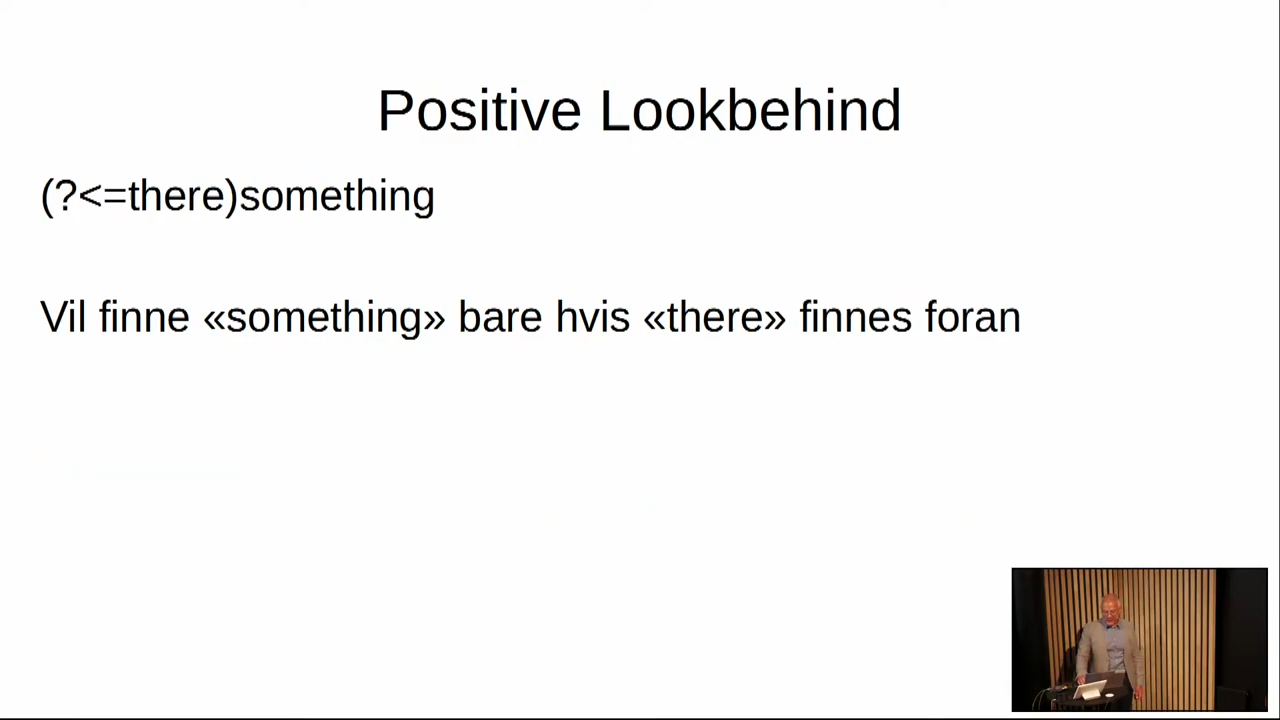 Positive Lookbehind
(?<=there)something
Vil finne «something» bare hvis «there» finnes foran